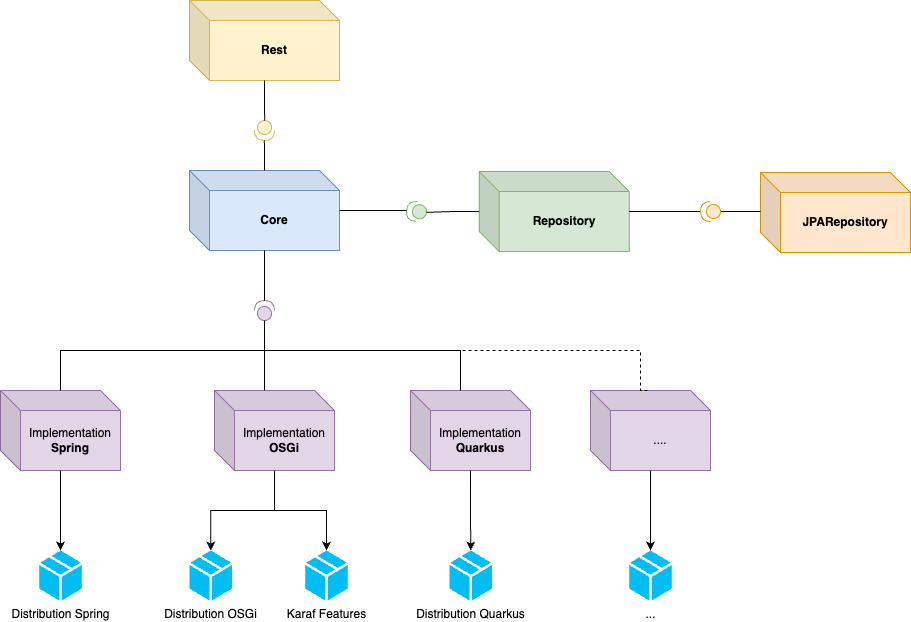 Rest
Core
Repository
JPARepository
Implementation
Spring
Implementation
OSGi
Implementation
Quarkus
....
Distribution Spring
Distribution OSGi
Karaf Features
Distribution Quarkus
...